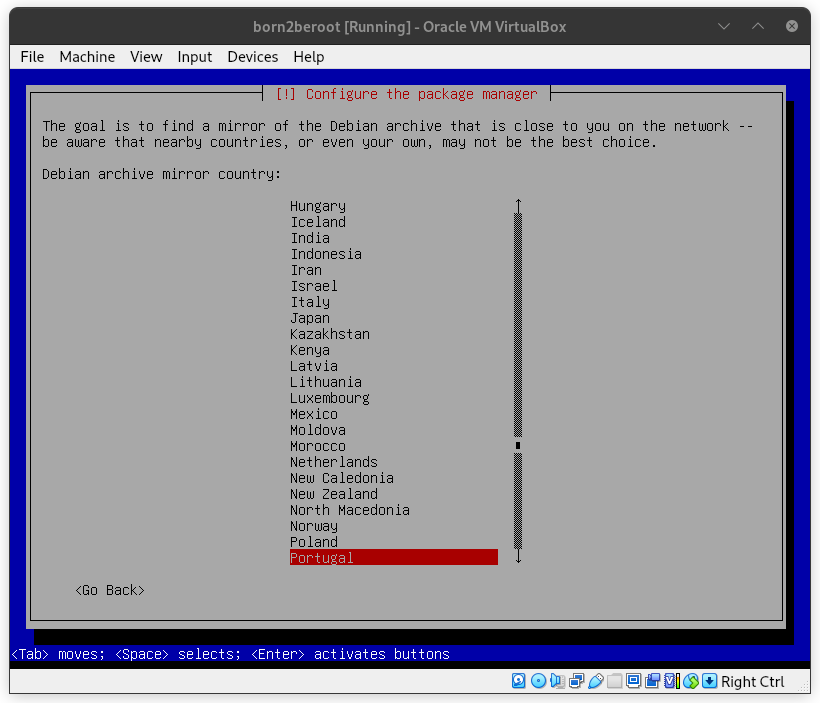 born2beroot [Running] - Oracle VM VirtualBox
File Machine View Input Devices Help
[!] Configure the package manager
The goal is to find a mirror of the Debian archive that is close to you on the network --
be aware that nearby countries, or even your own, may not be the best choice.
Debian archive mirror country:
Hungary
Iceland
India
Indonesia
Iran
Israel
Italy
Japan
Kazakhstan
Kenya
Latvia
Lithuania
Luxembourg
Mexico
Moldova
Morocco
Netherlands
New Caledonia
New Zealand
North Macedonia
Norway
Poland
Portugal
<Go Back>
<Tab> moves; <Space> selects; <Enter> activates buttons
Right Ctrl